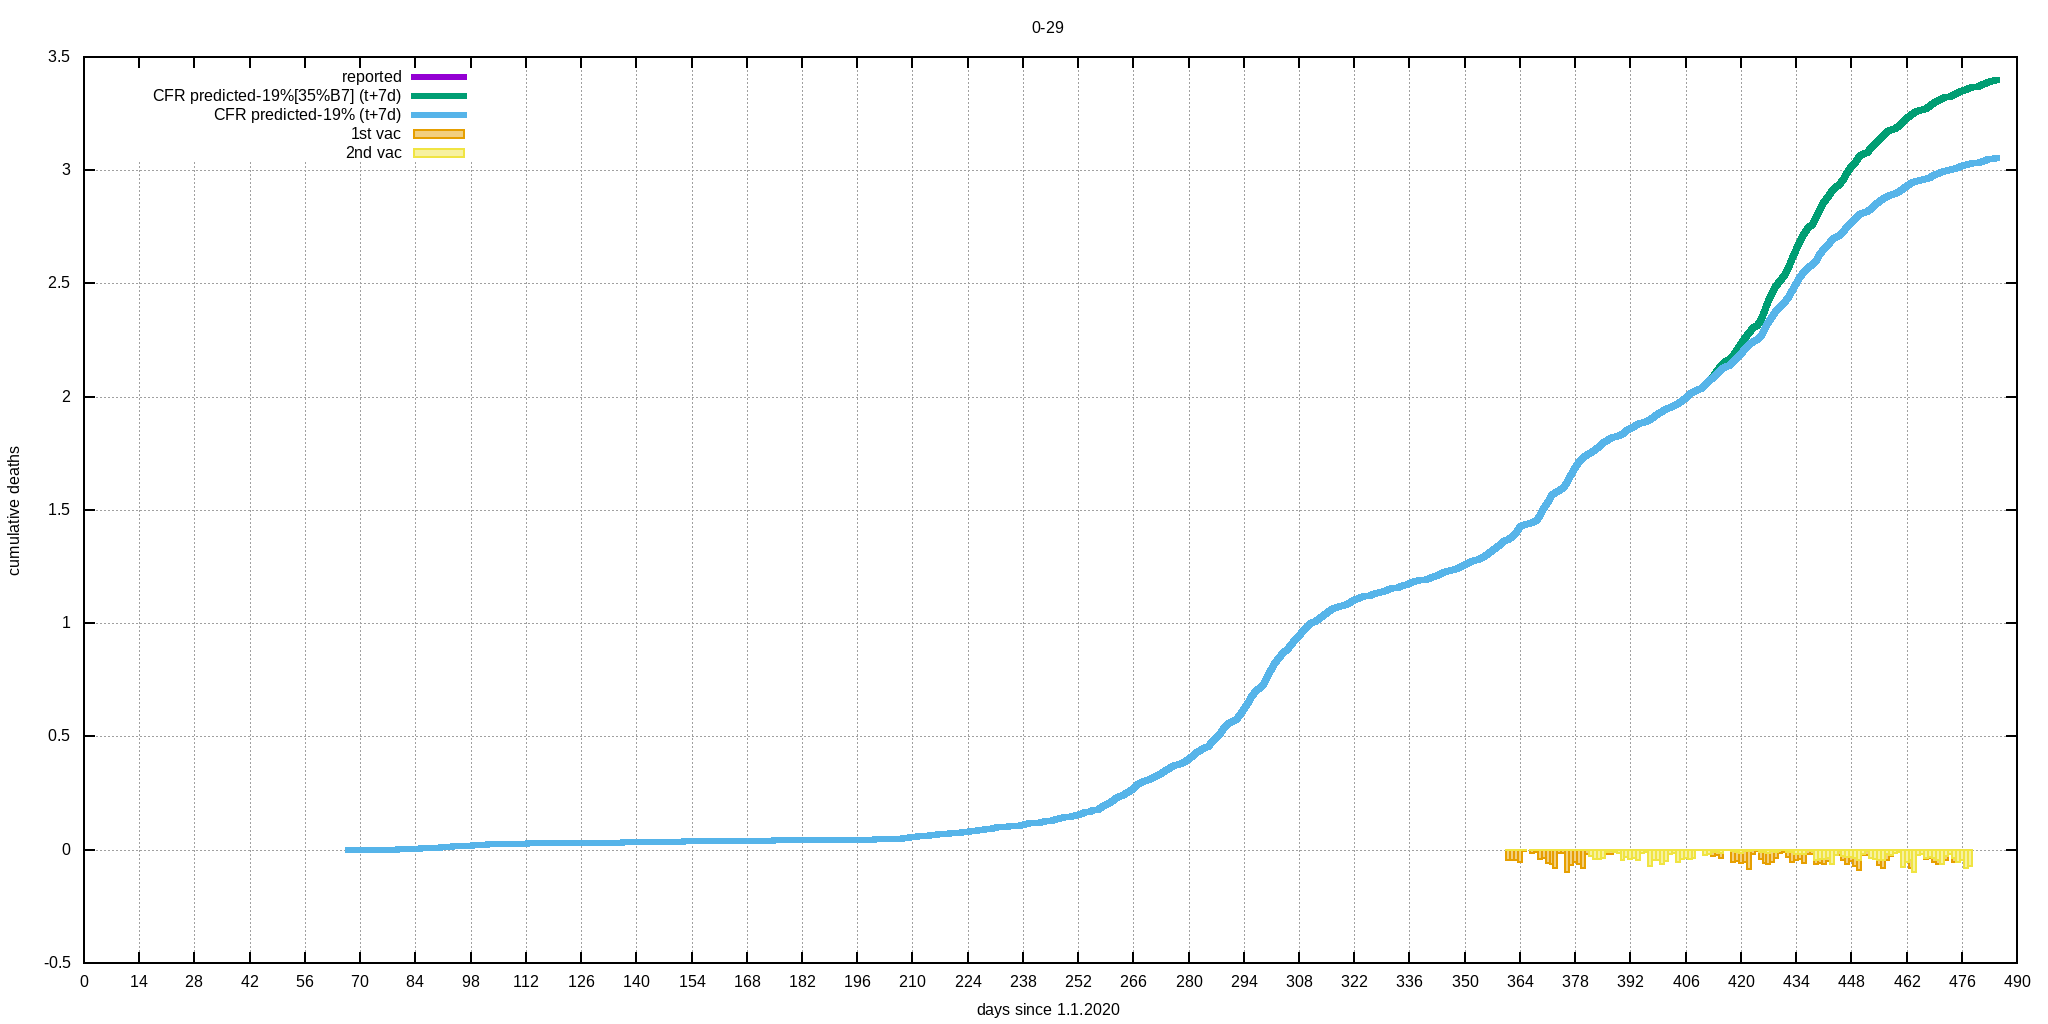 0-29
3.5
3
2.5
2
1.5
1
0.5
0
-0.5
cumulative deaths
reported
CFR predicted-19%[35%B7] (t+7d)
CFR predicted-19% (t+7d)
1st vac
2nd vac
0 14 28 42 56 70 84 98 112 126 140 154 168 182 196 210 224 238 252 266 280 294 308 322 336 350 364 378 392 406 420 434 448 462 476 490
days since 1.1.2020